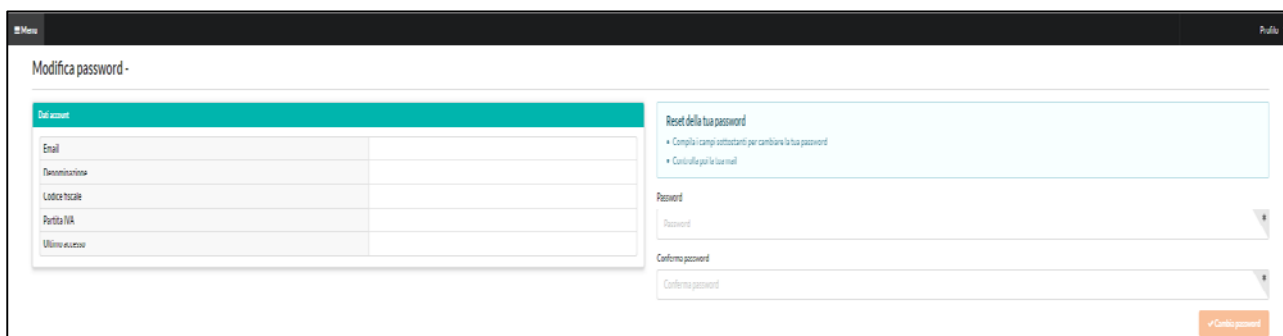 Menu
Profilo
Modifica password -
Dati account
Email
Denominazione
Codice fiscale
Partita IVA
Ultimo accesso
Reset della tua password
Compila i campi sottostanti per cambiare la tua password
Controlla poi la tua mail
Password
Password
*
Conferma password
Conferma password
*
Cambia password